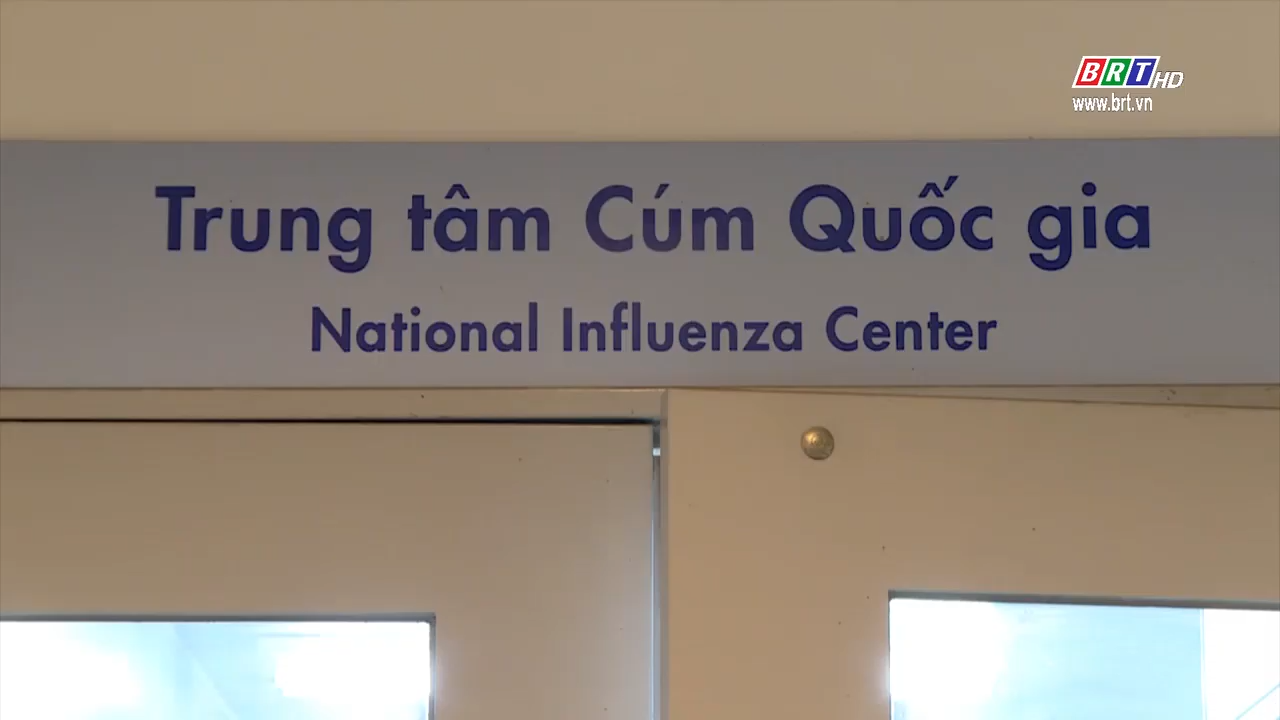 BRT HD
www.brt.vn
Trung tâm Cúm Quốc gia
National Influenza Center